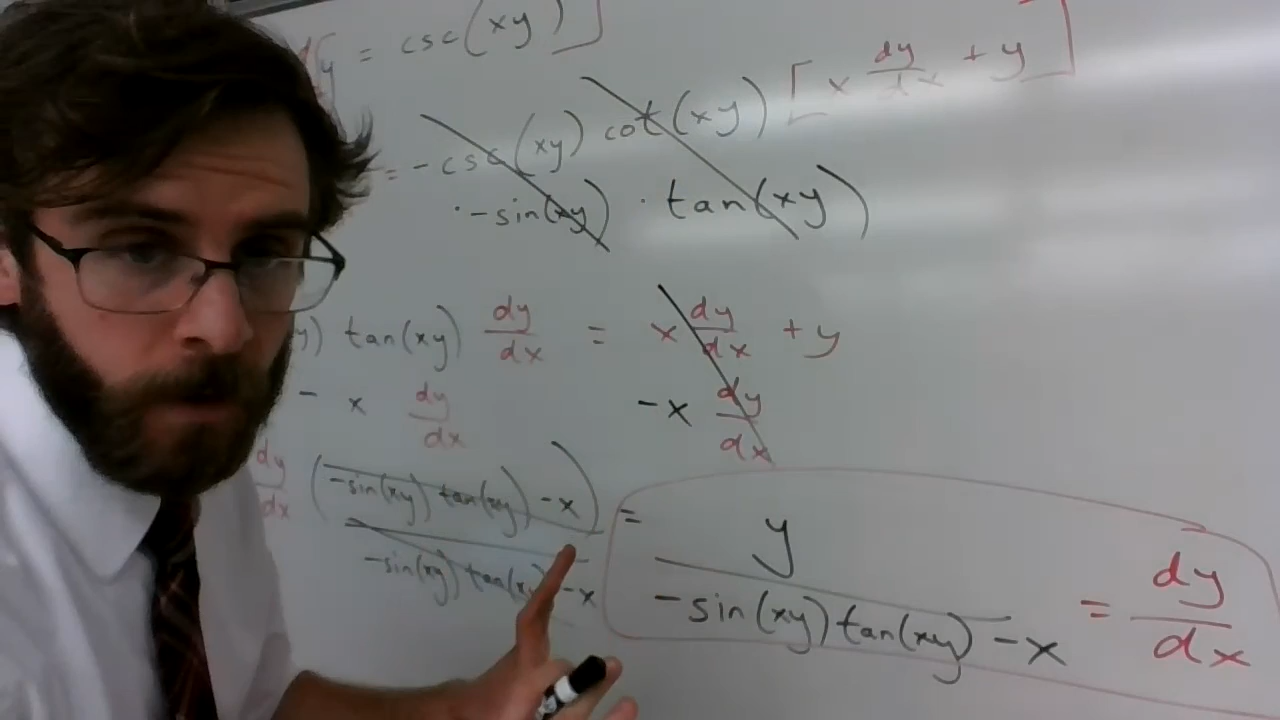 dy = csc(xy)]
= -csc(xy) cot(xy) [x dy/dx + y]
· -sin(xy) · tan(xy)
y) tan(xy) dy/dx = x dy/dx + y
- x dy/dx - x dy/dx
dy/dx (-sin(xy) tan(xy) - x) / -sin(xy) tan(xy) - x = y / -sin(xy) tan(xy) - x = dy/dx